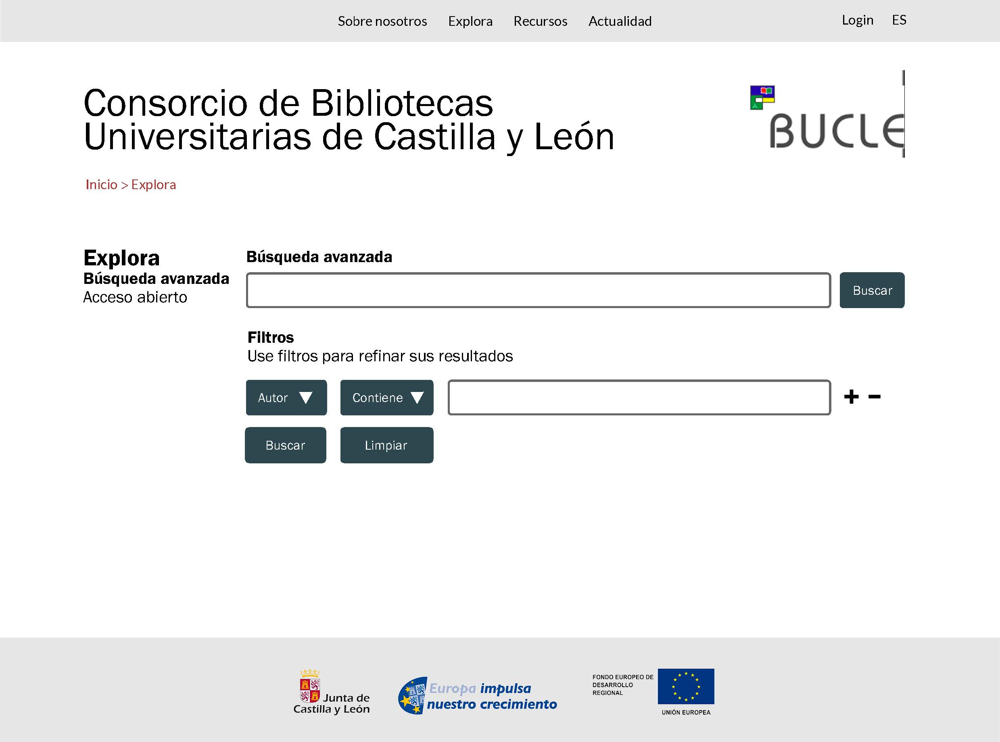 Sobre nosotros Explora Recursos Actualidad Login ES
Consorcio de Bibliotecas
Universitarias de Castilla y León
BUCLE
Inicio > Explora
Explora
Búsqueda avanzada
Acceso abierto
Búsqueda avanzada
Buscar
Filtros
Use filtros para refinar sus resultados
Autor Contiene + -
Buscar Limpiar
Junta de
Castilla y León
Europa impulsa
nuestro crecimiento
FONDO EUROPEO DE
DESARROLLO
REGIONAL
UNIÓN EUROPEA